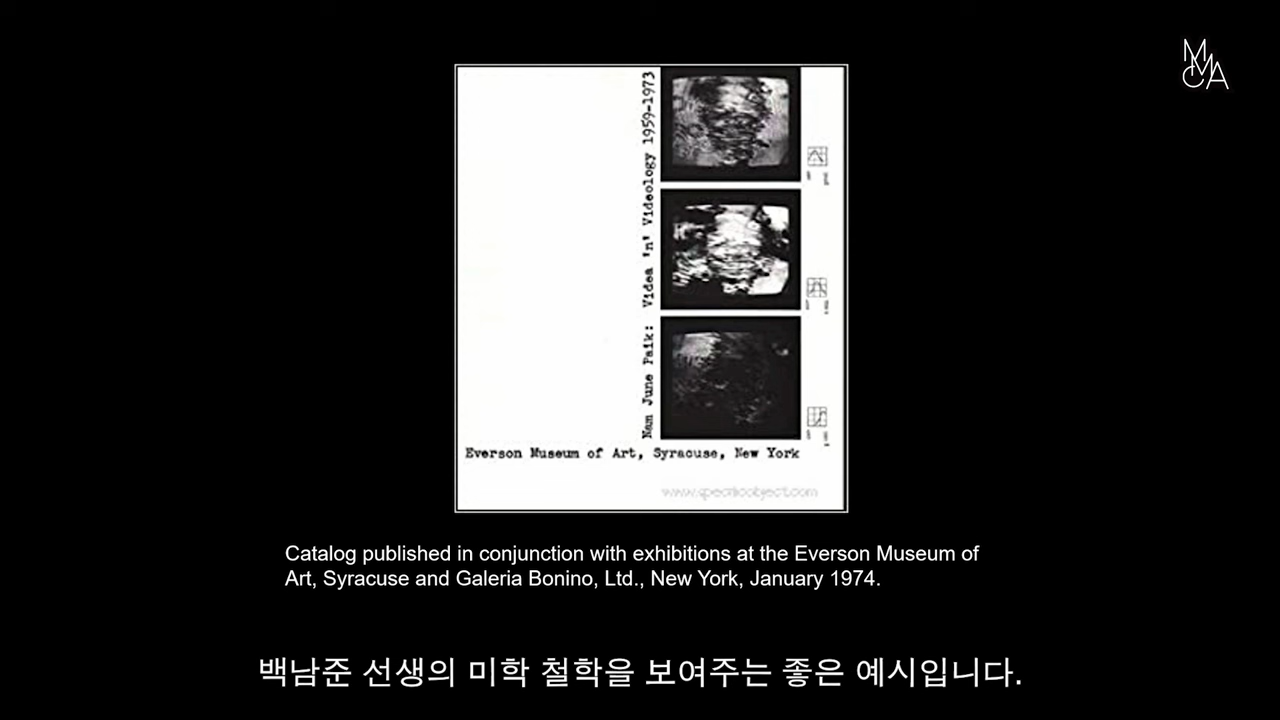 MMCA
Nam June Paik: Videa 'n' Videology 1959-1973
Everson Museum of Art, Syracuse, New York
www.specificobject.com
Catalog published in conjunction with exhibitions at the Everson Museum of
Art, Syracuse and Galeria Bonino, Ltd., New York, January 1974.
백남준 선생의 미학 철학을 보여주는 좋은 예시입니다.